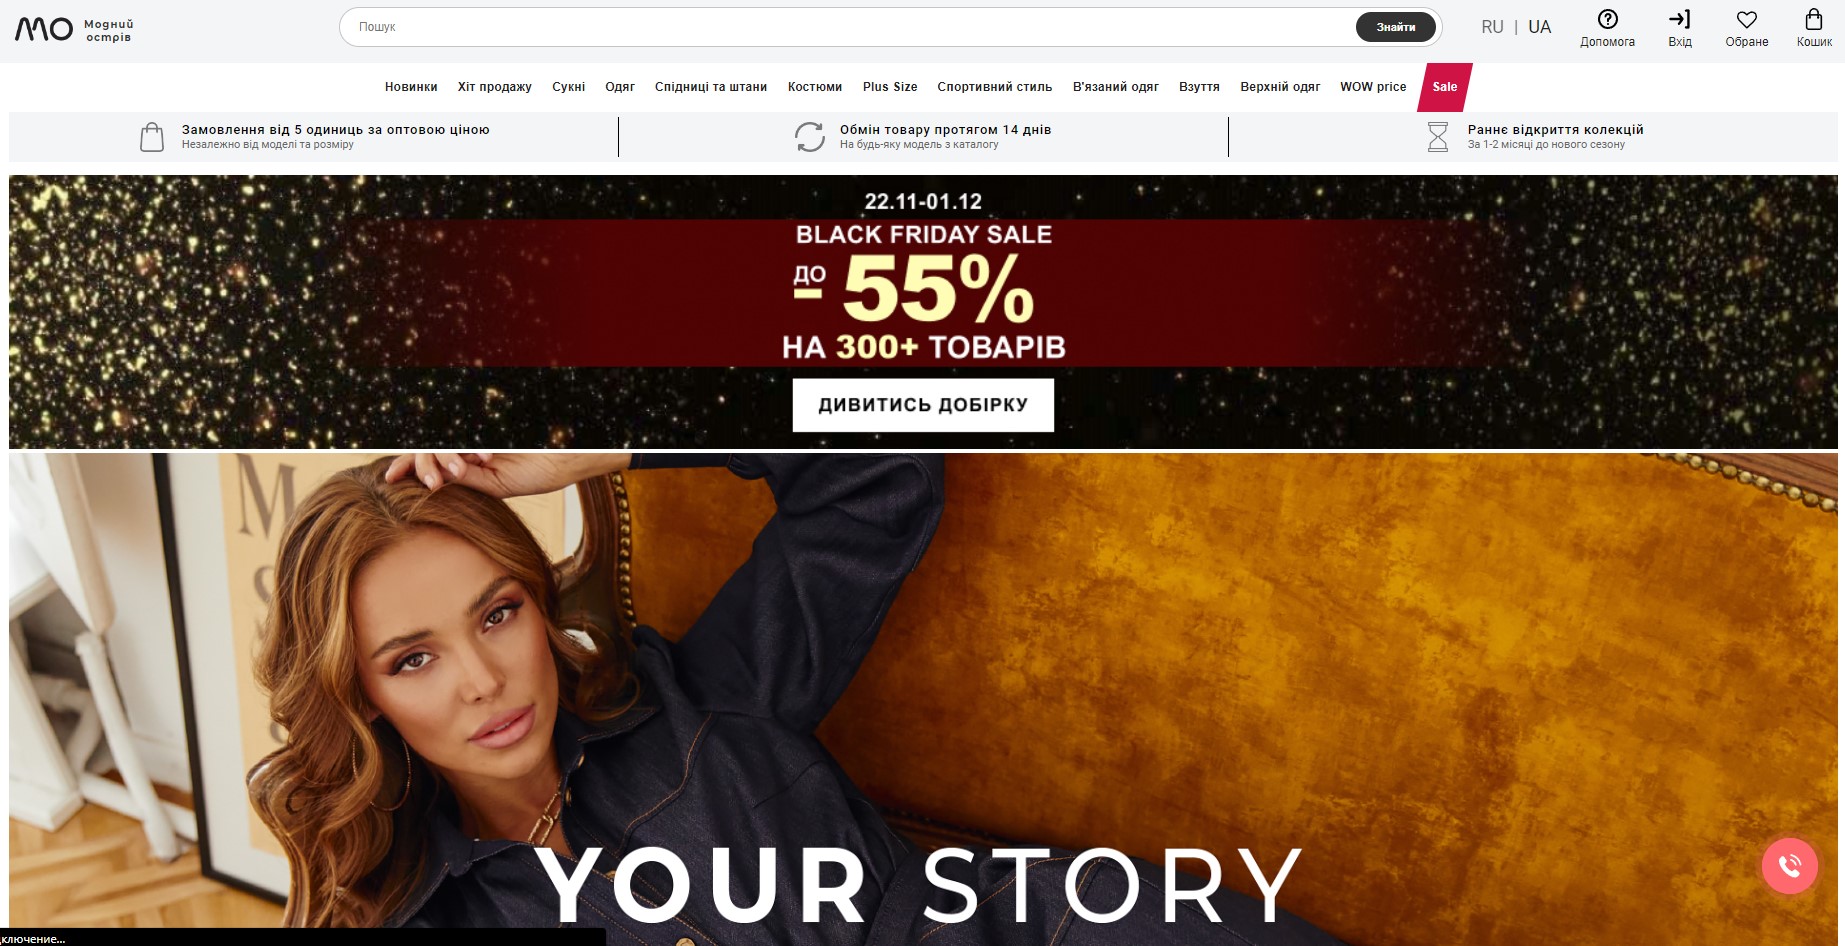 МО Модний острів
Пошук
Знайти
RU | UA
Допомога
Вхід
Обране
Кошик
Новинки Хіт продажу Сукні Одяг Спідниці та штани Костюми Plus Size Спортивний стиль В'язаний одяг Взуття Верхній одяг WOW price Sale
Замовлення від 5 одиниць за оптовою ціною
Незалежно від моделі та розміру
Обмін товару протягом 14 днів
На будь-яку модель з каталогу
Раннє відкриття колекцій
За 1-2 місяці до нового сезону
22.11-01.12
BLACK FRIDAY SALE
ДО
- 55%
НА 300+ ТОВАРІВ
ДИВИТИСЬ ДОБІРКУ
M
YOUR STORY
ключение...